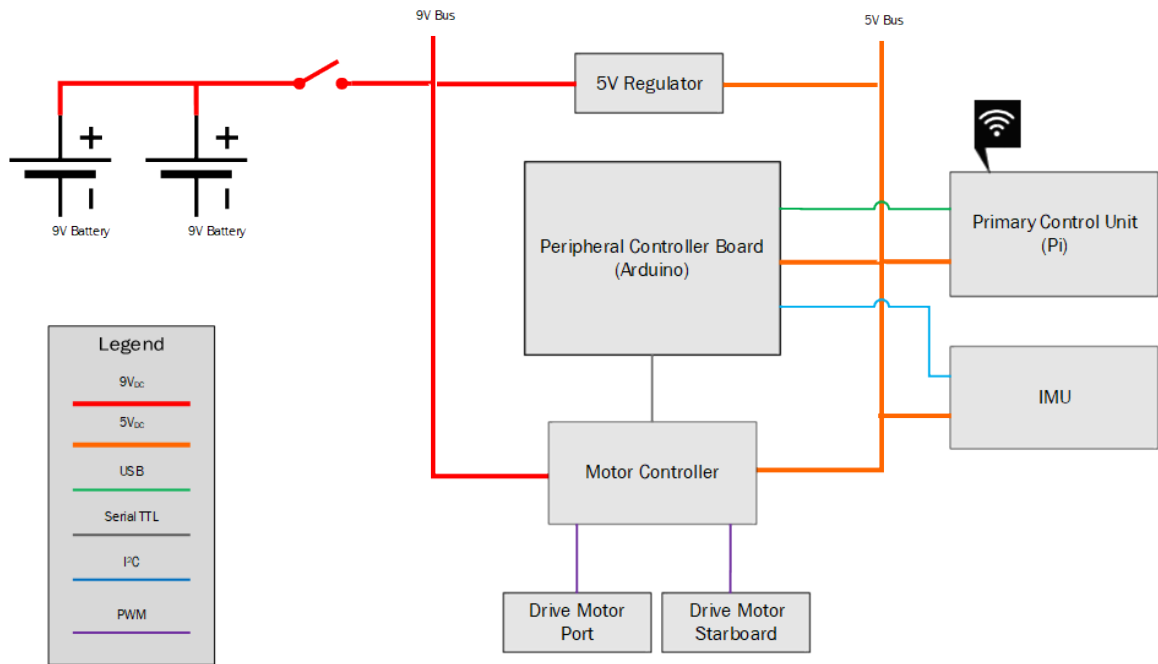 9V Bus
5V Bus
5V Regulator
+
+
9V Battery
9V Battery
Peripheral Controller Board
(Arduino)
Primary Control Unit
(Pi)
IMU
Motor Controller
Drive Motor
Port
Drive Motor
Starboard
Legend
9VDC
5VDC
USB
Serial TTL
I²C
PWM